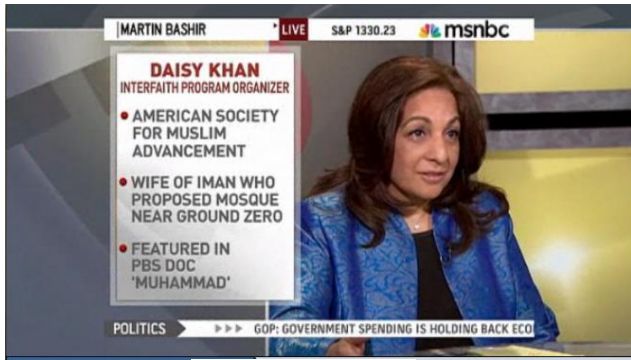 MARTIN BASHIR
LIVE
S&P 1330.23
msnbc
DAISY KHAN
INTERFAITH PROGRAM ORGANIZER
• AMERICAN SOCIETY
FOR MUSLIM
ADVANCEMENT
• WIFE OF IMAN WHO
PROPOSED MOSQUE
NEAR GROUND ZERO
• FEATURED IN
PBS DOC
'MUHAMMAD'
POLITICS
GOP: GOVERNMENT SPENDING IS HOLDING BACK ECO